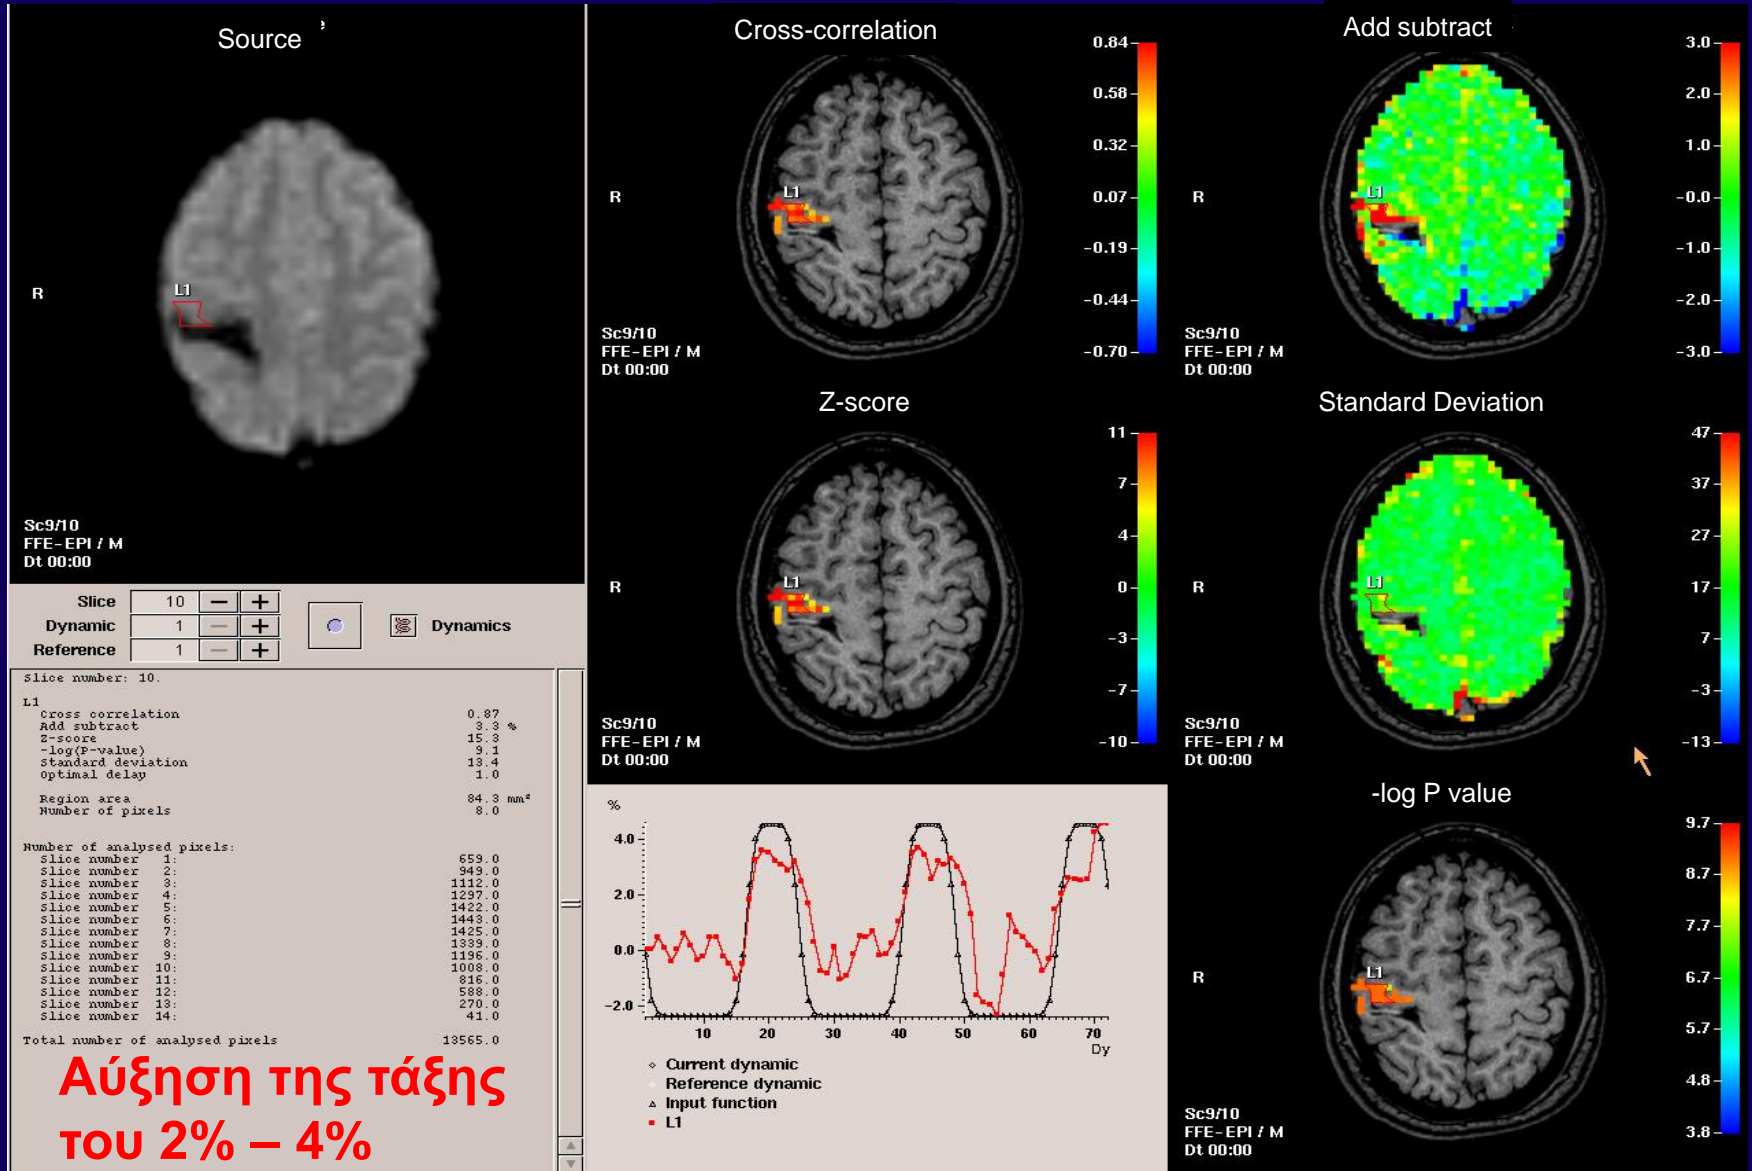 Source
R
L1
Sc9/10
FFE-EPI / M
Dt 00:00
Slice 10 − +
Dynamic 1 − +
Reference 1 − +
Dynamics
Slice number: 10.
L1
Cross correlation 0.87
Add subtract 3.3 %
Z-score 15.3
-log(P-value) 9.1
Standard deviation 13.4
Optimal delay 1.0
Region area 84.3 mm²
Number of pixels 8.0
Number of analysed pixels:
Slice number 1: 659.0
Slice number 2: 949.0
Slice number 3: 1112.0
Slice number 4: 1297.0
Slice number 5: 1422.0
Slice number 6: 1443.0
Slice number 7: 1425.0
Slice number 8: 1339.0
Slice number 9: 1196.0
Slice number 10: 1008.0
Slice number 11: 816.0
Slice number 12: 588.0
Slice number 13: 270.0
Slice number 14: 41.0
Total number of analysed pixels 13565.0
Αύξηση της τάξης
του 2% – 4%
Cross-correlation
R
L1
0.84
0.58
0.32
0.07
-0.19
-0.44
-0.70
Sc9/10
FFE-EPI / M
Dt 00:00
Add subtract
R
L1
3.0
2.0
1.0
-0.0
-1.0
-2.0
-3.0
Sc9/10
FFE-EPI / M
Dt 00:00
Z-score
R
L1
11
7
4
0
-3
-7
-10
Sc9/10
FFE-EPI / M
Dt 00:00
Standard Deviation
R
L1
47
37
27
17
7
-3
-13
Sc9/10
FFE-EPI / M
Dt 00:00
%
4.0
2.0
0.0
-2.0
10 20 30 40 50 60 70
Dy
Current dynamic
Reference dynamic
Input function
L1
-log P value
R
L1
9.7
8.7
7.7
6.7
5.7
4.8
3.8
Sc9/10
FFE-EPI / M
Dt 00:00